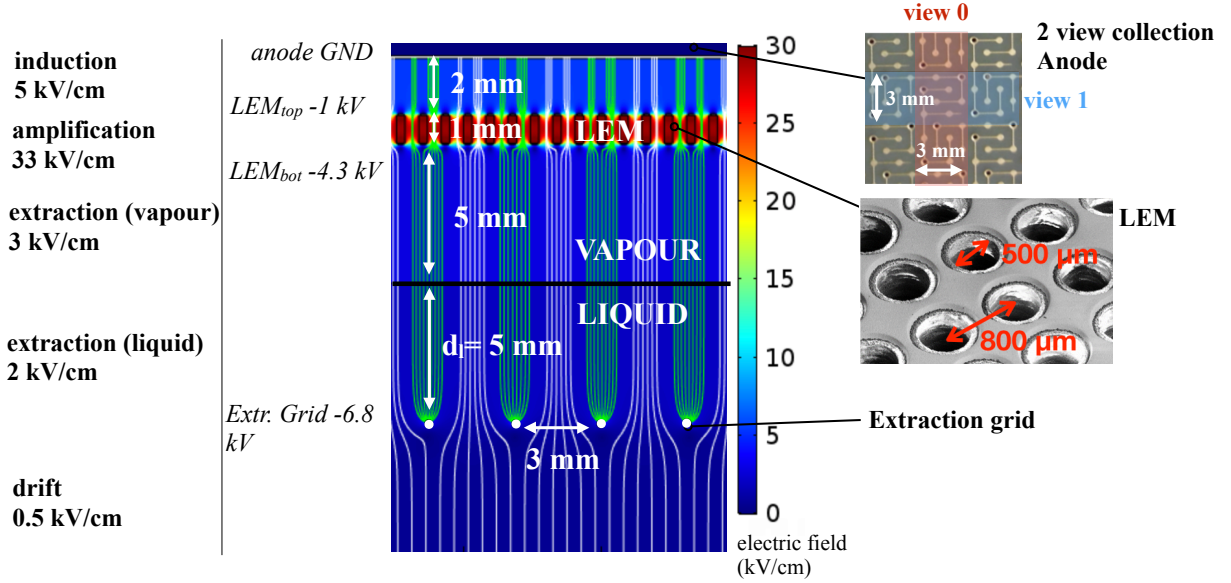 induction
5 kV/cm
amplification
33 kV/cm
extraction (vapour)
3 kV/cm
extraction (liquid)
2 kV/cm
drift
0.5 kV/cm
anode GND
LEMtop -1 kV
LEMbot -4.3 kV
Extr. Grid -6.8
kV
2 mm
1 mm
LEM
5 mm
VAPOUR
LIQUID
dl= 5 mm
3 mm
30
25
20
15
10
5
0
electric field
(kV/cm)
view 0
2 view collection
Anode
view 1
3 mm
3 mm
LEM
500 μm
800 μm
Extraction grid